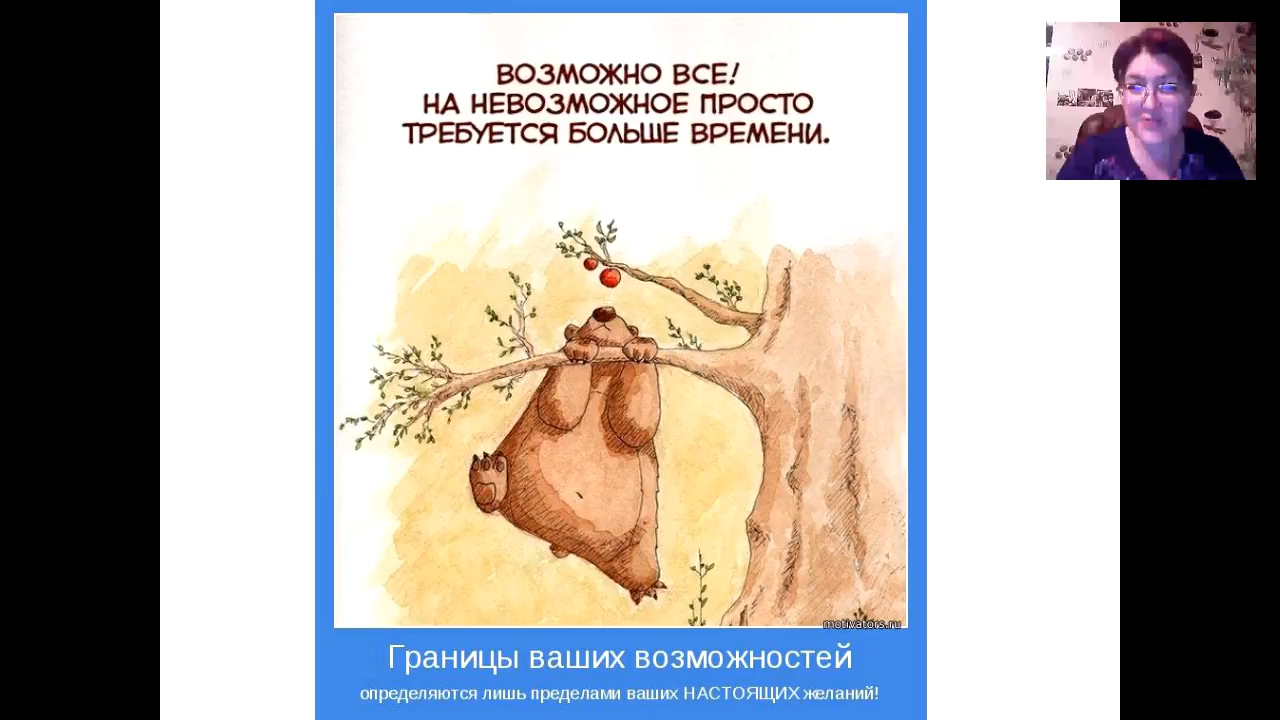 ВОЗМОЖНО ВСЕ!
НА НЕВОЗМОЖНОЕ ПРОСТО
ТРЕБУЕТСЯ БОЛЬШЕ ВРЕМЕНИ.
motivators.ru
Границы ваших возможностей
определяются лишь пределами ваших НАСТОЯЩИХ желаний!